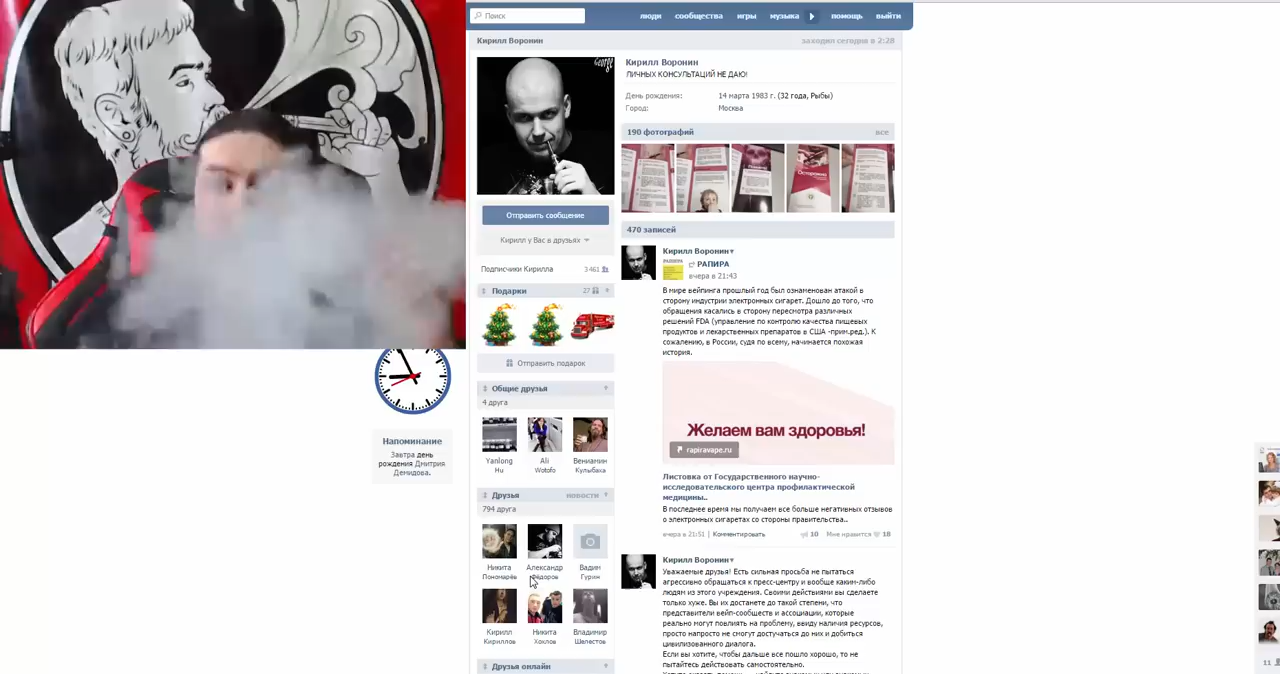 Поиск
люди сообщества игры музыка помощь выйти
Кирилл Воронин
заходил сегодня в 2:28
George
Кирилл Воронин
ЛИЧНЫХ КОНСУЛЬТАЦИЙ НЕ ДАЮ!
День рождения: 14 марта 1983 г. (32 года, Рыбы)
Город: Москва
190 фотографий все
Осторожно
Отправить сообщение
Кирилл у Вас в друзьях
Подписчики Кирилла 3 461
Подарки 27
Отправить подарок
Общие друзья
4 друга
Yanlong Hu
Ali Wotofo
Вениамин Кулыбаха
Друзья новости
794 друга
Никита Пономарёв
Александр Фёдоров
Вадим Гурин
Кирилл Кириллов
Никита Хохлов
Владимир Шелестов
Друзья онлайн
Напоминание
Завтра день
рождения Дмитрия
Демидова.
470 записей
Кирилл Воронин
РАПИРА
вчера в 21:43
В мире вейпинга прошлый год был ознаменован атакой в
сторону индустрии электронных сигарет. Дошло до того, что
обращения касались в сторону пересмотра различных
решений FDA (управление по контролю качества пищевых
продуктов и лекарственных препаратов в США -прим.ред.). К
сожалению, в России, судя по всему, начинается похожая
история.
Желаем вам здоровья!
rapiravape.ru
Листовка от Государственного научно-
исследовательского центра профилактической
медицины..
В последнее время мы получаем все больше негативных отзывов
о электронных сигаретах со стороны правительства..
вчера в 21:51 | Комментировать 10 Мне нравится 18
Кирилл Воронин
Уважаемые друзья! Есть сильная просьба не пытаться
агрессивно обращаться к пресс-центру и вообще каким-либо
людям из этого учреждения. Своими действиями вы сделаете
только хуже. Вы их достанете до такой степени, что
представители вейп-сообществ и ассоциации, которые
реально могут повлиять на проблему, ввиду наличия ресурсов,
просто напросто не смогут достучаться до них и добиться
цивилизованного диалога.
Если вы хотите, чтобы дальше все пошло хорошо, то не
пытайтесь действовать самостоятельно.
11